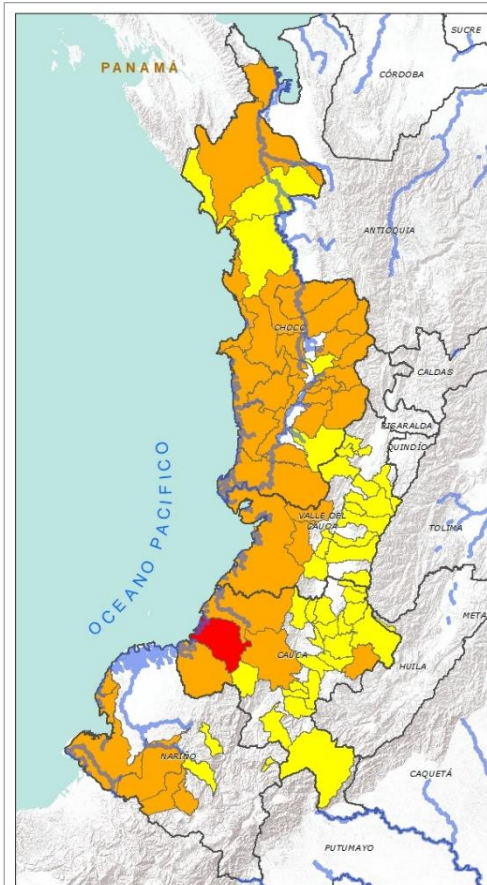 SUCRE
PANAMÁ
CÓRDOBA
ANTIOQUIA
CHOCÓ
CALDAS
RISARALDA
QUINDÍO
OCEANO PACIFICO
VALLE DEL
CAUCA
TOLIMA
META
CAUCA
HUILA
NARIÑO
CAQUETÁ
PUTUMAYO